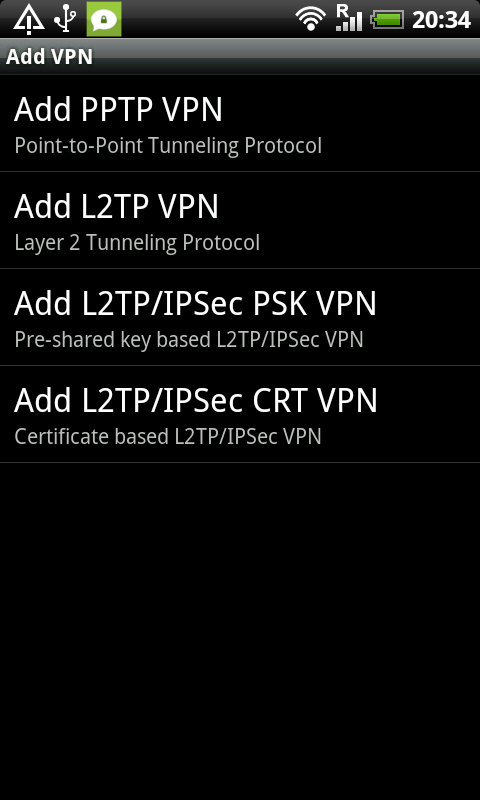 R 20:34
Add VPN
Add PPTP VPN
Point-to-Point Tunneling Protocol
Add L2TP VPN
Layer 2 Tunneling Protocol
Add L2TP/IPSec PSK VPN
Pre-shared key based L2TP/IPSec VPN
Add L2TP/IPSec CRT VPN
Certificate based L2TP/IPSec VPN